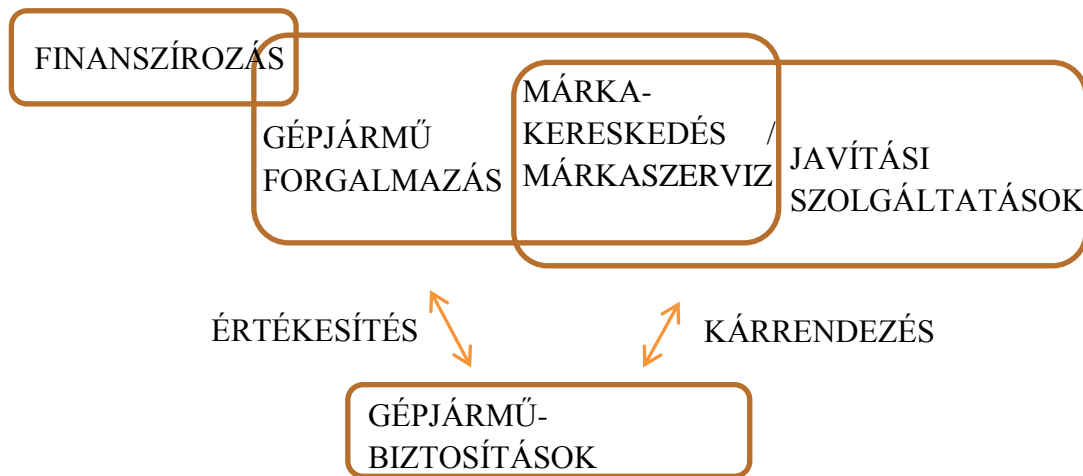 FINANSZÍROZÁS
GÉPJÁRMŰ
FORGALMAZÁS
MÁRKA-
KERESKEDÉS /
MÁRKASZERVIZ
JAVÍTÁSI
SZOLGÁLTATÁSOK
ÉRTÉKESÍTÉS
KÁRRENDEZÉS
GÉPJÁRMŰ-
BIZTOSÍTÁSOK